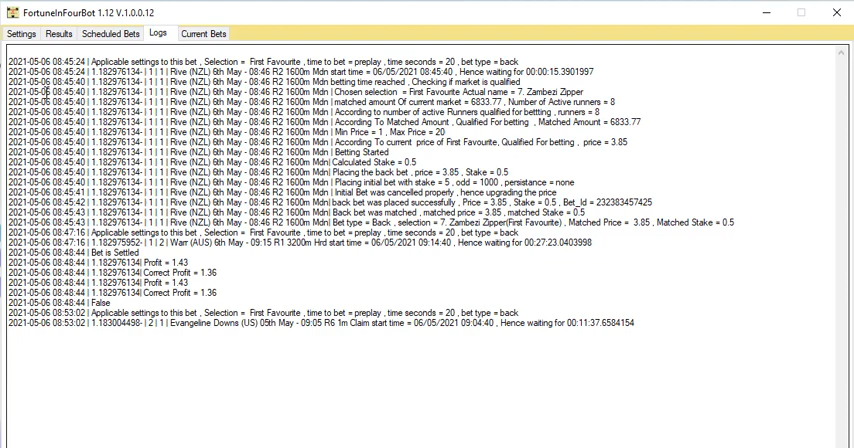 FortuneInFourBot 1.12 V.1.0.0.12
Settings Results Scheduled Bets Logs Current Bets
2021-05-06 08:45:24 | Applicable settings to this bet , Selection = First Favourite , time to bet = preplay , time seconds = 20 , bet type = back
2021-05-06 08:45:24 | 1.182976134- | 1 | 1 | Rive (NZL) 6th May - 08:46 R2 1600m Mdn start time = 06/05/2021 08:45:40 , Hence waiting for 00:00:15.3901997
2021-05-06 08:45:40 | 1.182976134- | 1 | 1 | Rive (NZL) 6th May - 08:46 R2 1600m Mdn betting time reached , Checking if market is qualified
2021-05-06 08:45:40 | 1.182976134- | 1 | 1 | Rive (NZL) 6th May - 08:46 R2 1600m Mdn | Chosen selection = First Favourite Actual name = 7. Zambezi Zipper
2021-05-06 08:45:40 | 1.182976134- | 1 | 1 | Rive (NZL) 6th May - 08:46 R2 1600m Mdn | matched amount Of current market = 6833.77 , Number of Active runners = 8
2021-05-06 08:45:40 | 1.182976134- | 1 | 1 | Rive (NZL) 6th May - 08:46 R2 1600m Mdn | According to number of active Runners qualified for bettting , runners = 8
2021-05-06 08:45:40 | 1.182976134- | 1 | 1 | Rive (NZL) 6th May - 08:46 R2 1600m Mdn | According To Matched Amount , Qualified For betting , Matched Amount = 6833.77
2021-05-06 08:45:40 | 1.182976134- | 1 | 1 | Rive (NZL) 6th May - 08:46 R2 1600m Mdn | Min Price = 1 , Max Price = 20
2021-05-06 08:45:40 | 1.182976134- | 1 | 1 | Rive (NZL) 6th May - 08:46 R2 1600m Mdn | According To current price of First Favourite, Qualified For betting , price = 3.85
2021-05-06 08:45:40 | 1.182976134- | 1 | 1 | Rive (NZL) 6th May - 08:46 R2 1600m Mdn | Betting Started
2021-05-06 08:45:40 | 1.182976134- | 1 | 1 | Rive (NZL) 6th May - 08:46 R2 1600m Mdn| Calculated Stake = 0.5
2021-05-06 08:45:40 | 1.182976134- | 1 | 1 | Rive (NZL) 6th May - 08:46 R2 1600m Mdn| Placing the back bet , price = 3.85 , Stake = 0.5
2021-05-06 08:45:40 | 1.182976134- | 1 | 1 | Rive (NZL) 6th May - 08:46 R2 1600m Mdn | Placing initial bet with stake = 5 , odd = 1000 , persistance = none
2021-05-06 08:45:41 | 1.182976134- | 1 | 1 | Rive (NZL) 6th May - 08:46 R2 1600m Mdn | Initial Bet was cancelled properly , hence upgrading the price
2021-05-06 08:45:42 | 1.182976134- | 1 | 1 | Rive (NZL) 6th May - 08:46 R2 1600m Mdn| back bet was placed successfully , Price = 3.85 , Stake = 0.5 , Bet_Id = 232383457425
2021-05-06 08:45:43 | 1.182976134- | 1 | 1 | Rive (NZL) 6th May - 08:46 R2 1600m Mdn| Back bet was matched , matched price = 3.85 , matched Stake = 0.5
2021-05-06 08:45:43 | 1.182976134- | 1 | 1 | Rive (NZL) 6th May - 08:46 R2 1600m Mdn| Bet type = Back , selection = 7. Zambezi Zipper(First Favourite) , Matched Price = 3.85 , Matched Stake = 0.5
2021-05-06 08:47:16 | Applicable settings to this bet , Selection = First Favourite , time to bet = preplay , time seconds = 20 , bet type = back
2021-05-06 08:47:16 | 1.182975952- | 1 | 2 | Warr (AUS) 6th May - 09:15 R1 3200m Hrd start time = 06/05/2021 09:14:40 , Hence waiting for 00:27:23.0403998
2021-05-06 08:48:44 | Bet is Settled
2021-05-06 08:48:44 | 1.182976134| Profit = 1.43
2021-05-06 08:48:44 | 1.182976134| Correct Profit = 1.36
2021-05-06 08:48:44 | 1.182976134| Profit = 1.43
2021-05-06 08:48:44 | 1.182976134| Correct Profit = 1.36
2021-05-06 08:48:44 | False
2021-05-06 08:53:02 | Applicable settings to this bet , Selection = First Favourite , time to bet = preplay , time seconds = 20 , bet type = back
2021-05-06 08:53:02 | 1.183004498- | 2 | 1 | Evangeline Downs (US) 05th May - 09:05 R6 1m Claim start time = 06/05/2021 09:04:40 , Hence waiting for 00:11:37.6584154